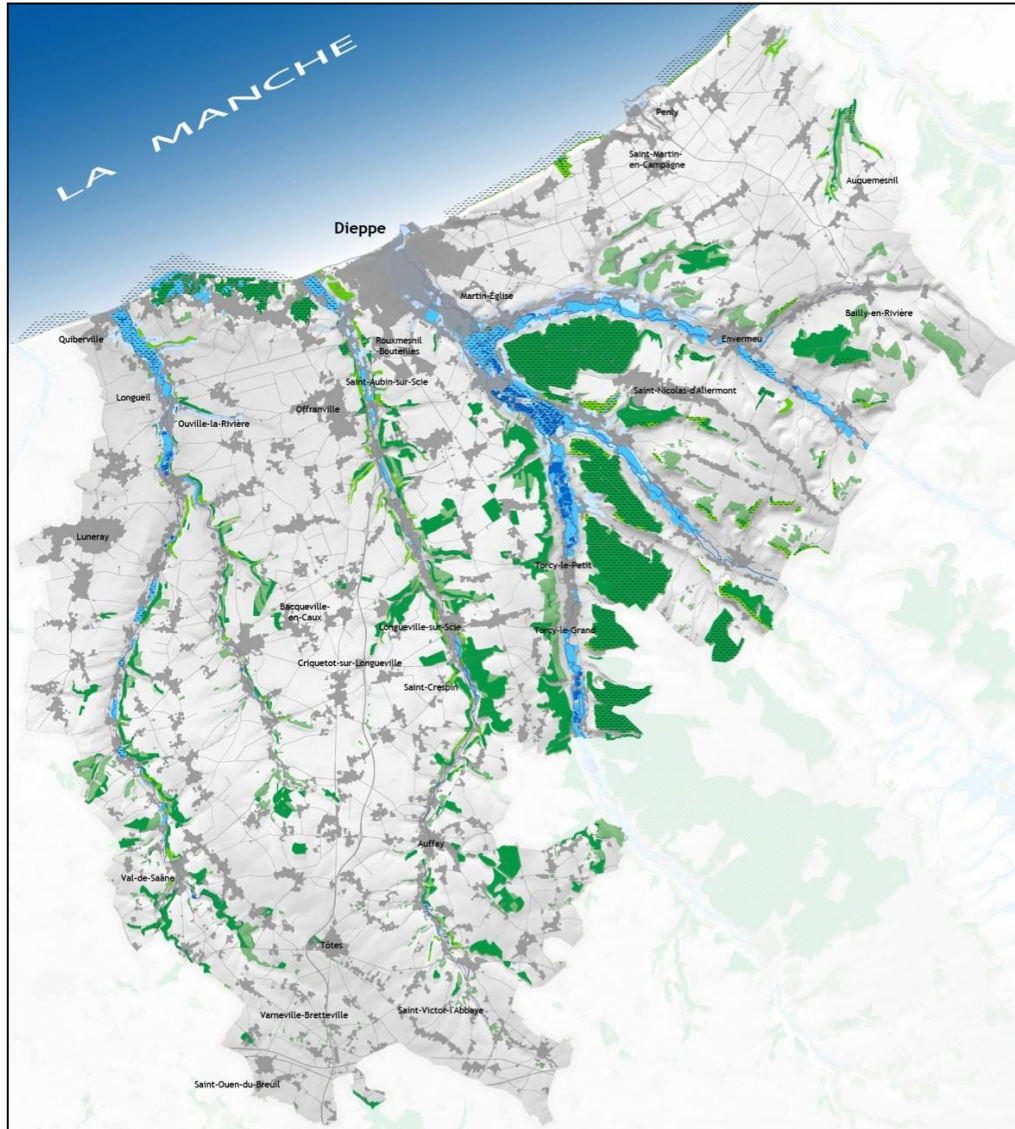 LA MANCHE
Penly
Saint-Martin-
en-Campagne
Auquemesnil
Dieppe
Martin-Église
Quiberville
Rouxmesnil
-Bouteilles
Envermeu
Bailly-en-Rivière
Saint-Aubin-sur-Scie
Saint-Nicolas-d'Aliermont
Longueil
Offranville
Ouville-la-Rivière
Luneray
Torcy-le-Petit
Bacqueville-
en-Caux
Longueville-sur-Scie
Torcy-le-Grand
Criquetot-sur-Longueville
Saint-Crespin
Auffay
Val-de-Saâne
Tôtes
Varneville-Bretteville
Saint-Victor-l'Abbaye
Saint-Ouen-du-Breuil